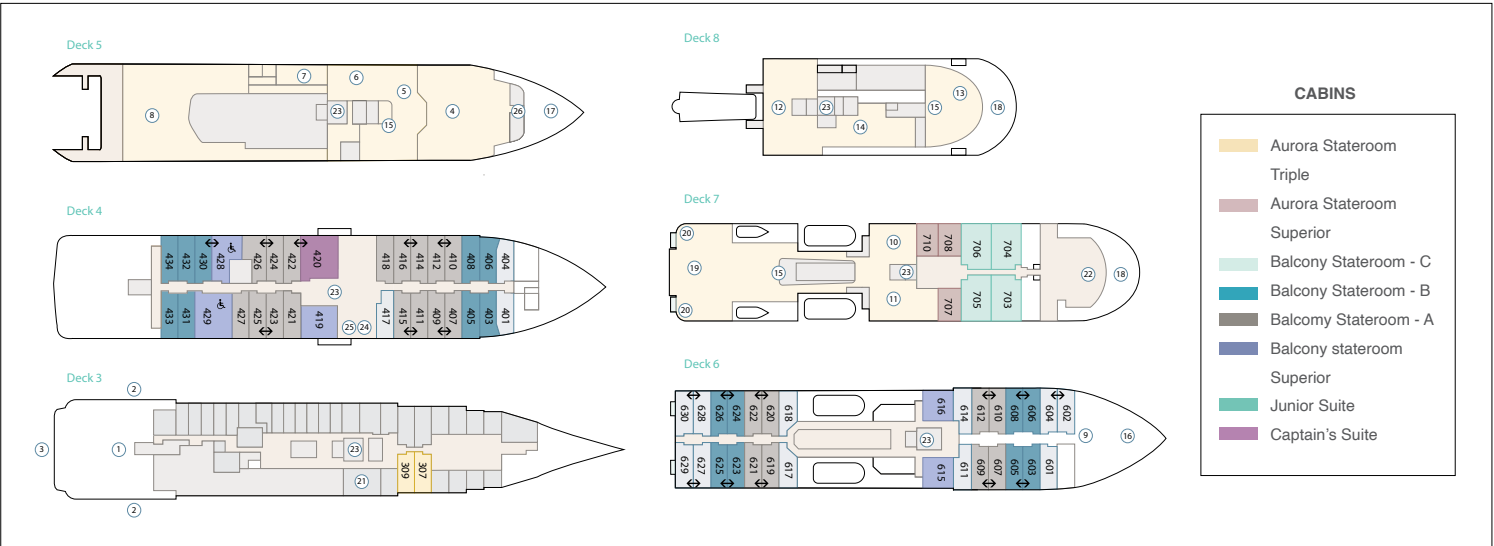 Deck 5
7
6
5
8
23
4
26
17
15
Deck 8
13
12
23
15
18
14
CABINS
Aurora Stateroom
Triple
Aurora Stateroom
Superior
Balcony Stateroom - C
Balcony Stateroom - B
Balcomy Stateroom - A
Balcony stateroom
Superior
Junior Suite
Captain's Suite
Deck 4
434 432 430 428 426 424 422 420 418 416 414 412 410 408 406 404
23
433 431 429 427 425 423 421 419 25 24 417 415 411 409 407 405 403 401
Deck 7
20
10 710 708 706 704
19 15 23 22 18
11 707 705 703
20
Deck 3
2
3 1 23
309 307
21
2
Deck 6
630 628 626 624 622 620 618 616 614 612 610 608 606 604 602
23 9 16
629 627 625 623 621 619 617 615 611 609 607 605 603 601